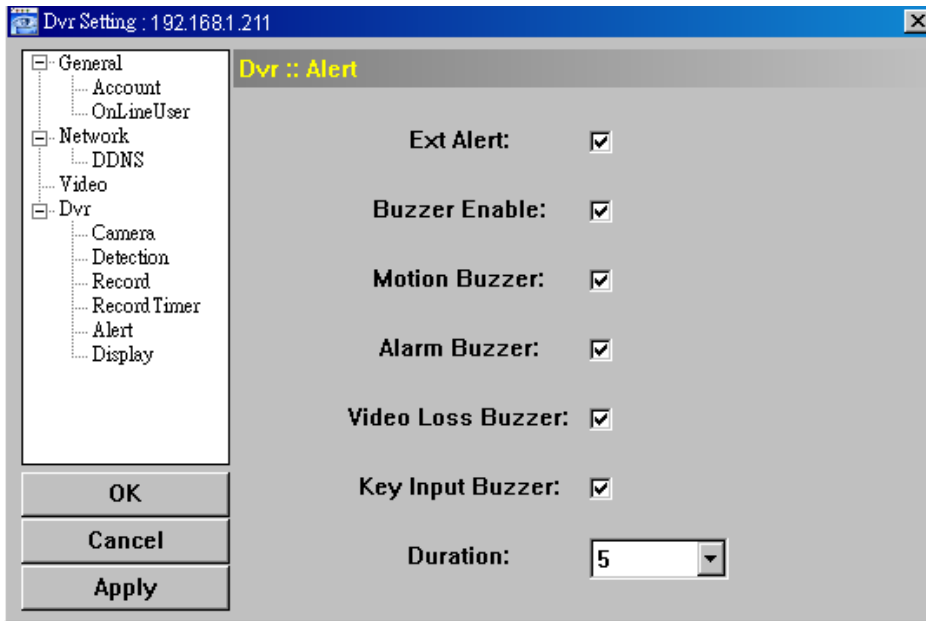 Dvr Setting : 192.168.1.211
General
Account
OnLineUser
Network
DDNS
Video
Dvr
Camera
Detection
Record
Record Timer
Alert
Display
OK
Cancel
Apply
Dvr :: Alert
Ext Alert:
Buzzer Enable:
Motion Buzzer:
Alarm Buzzer:
Video Loss Buzzer:
Key Input Buzzer:
Duration: 5